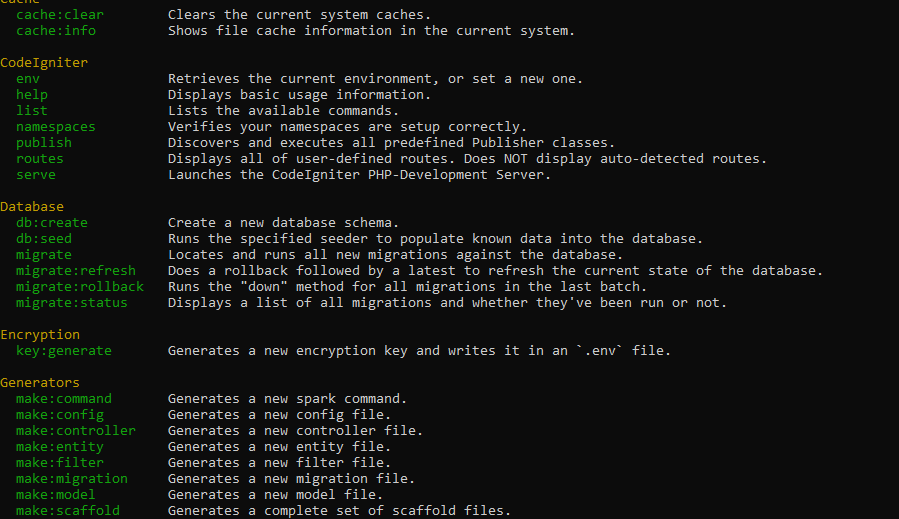 Cache
cache:clear Clears the current system caches.
cache:info Shows file cache information in the current system.
CodeIgniter
env Retrieves the current environment, or set a new one.
help Displays basic usage information.
list Lists the available commands.
namespaces Verifies your namespaces are setup correctly.
publish Discovers and executes all predefined Publisher classes.
routes Displays all of user-defined routes. Does NOT display auto-detected routes.
serve Launches the CodeIgniter PHP-Development Server.
Database
db:create Create a new database schema.
db:seed Runs the specified seeder to populate known data into the database.
migrate Locates and runs all new migrations against the database.
migrate:refresh Does a rollback followed by a latest to refresh the current state of the database.
migrate:rollback Runs the "down" method for all migrations in the last batch.
migrate:status Displays a list of all migrations and whether they've been run or not.
Encryption
key:generate Generates a new encryption key and writes it in an `.env` file.
Generators
make:command Generates a new spark command.
make:config Generates a new config file.
make:controller Generates a new controller file.
make:entity Generates a new entity file.
make:filter Generates a new filter file.
make:migration Generates a new migration file.
make:model Generates a new model file.
make:scaffold Generates a complete set of scaffold files.